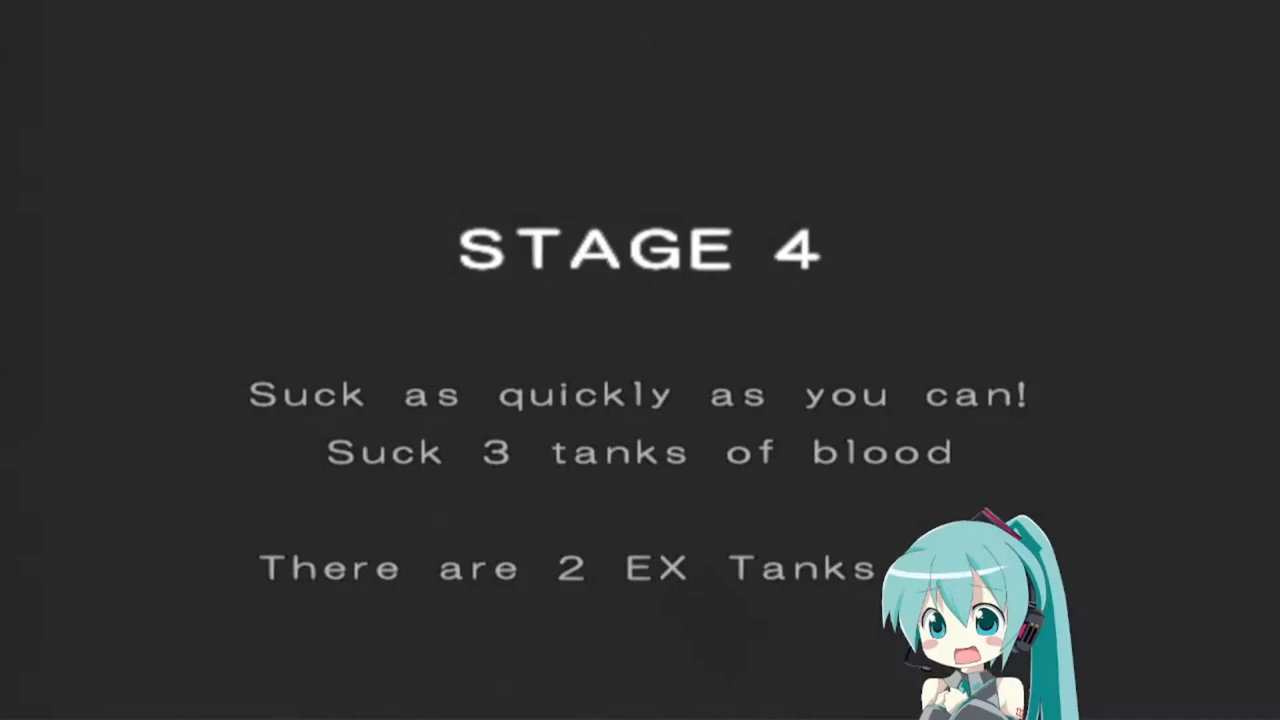 STAGE 4
Suck as quickly as you can!
Suck 3 tanks of blood
There are 2 EX Tanks